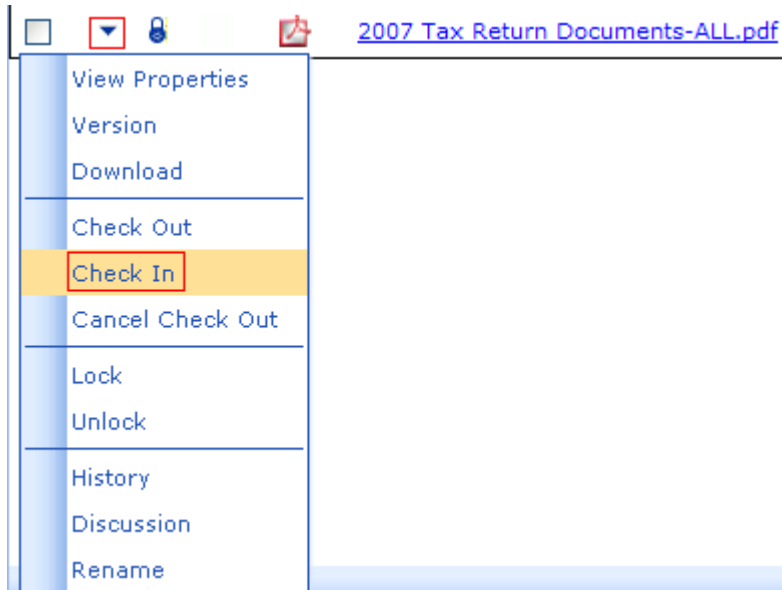 2007 Tax Return Documents-ALL.pdf
View Properties
Version
Download
Check Out
Check In
Cancel Check Out
Lock
Unlock
History
Discussion
Rename